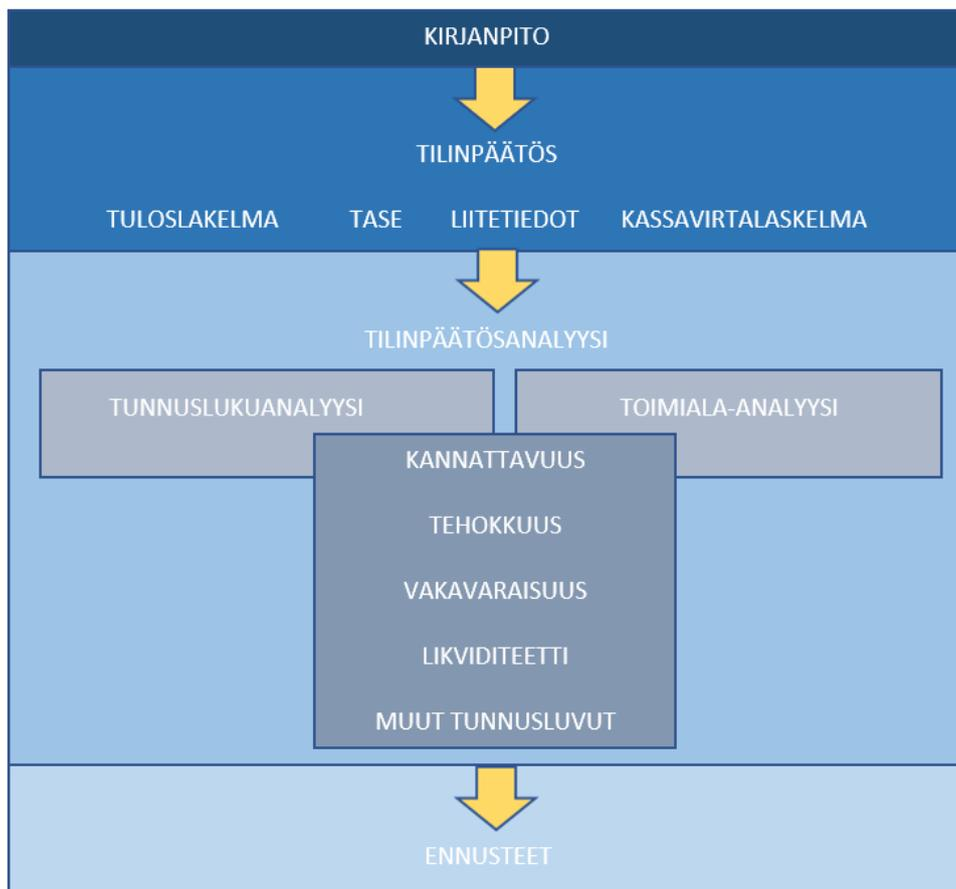 KIRJANPITO
TILINPÄÄTÖS
TULOSLAKELMA TASE LIITETIEDOT KASSAVIRTALASKELMA
TILINPÄÄTÖSANALYYSI
TUNNUSLUKUANALYYSI TOIMIALA-ANALYYSI
KANNATTAVUUS
TEHOKKUUS
VAKAVARAISUUS
LIKVIDITEETTI
MUUT TUNNUSLUVUT
ENNUSTEET